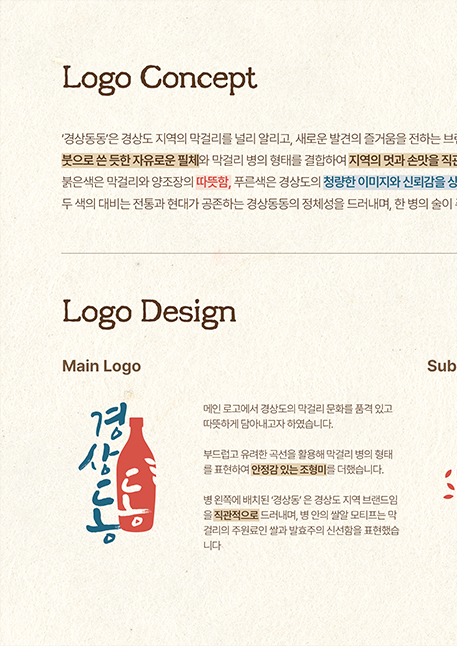 Logo Concept
'경상동동'은 경상도 지역의 막걸리를 널리 알리고, 새로운 발견의 즐거움을 전하는
붓으로 쓴 듯한 자유로운 필체와 막걸리 병의 형태를 결합하여 지역의 멋과 손맛을
붉은색은 막걸리와 양조장의 따뜻함, 푸른색은 경상도의 청량한 이미지와 신뢰감을
두 색의 대비는 전통과 현대가 공존하는 경상동동의 정체성을 드러내며, 한 병의 술이
Logo Design
Main Logo
Sub
경
상
도 동
동
메인 로고에서 경상도의 막걸리 문화를 품격 있고
따뜻하게 담아내고자 하였습니다.
부드럽고 유려한 곡선을 활용해 막걸리 병의 형태
를 표현하여 안정감 있는 조형미를 더했습니다.
병 왼쪽에 배치된 '경상동' 은 경상도 지역 브랜드임
을 직관적으로 드러내며, 병 안의 쌀알 모티프는 막
걸리의 주원료인 쌀과 발효주의 신선함을 표현했습
니다